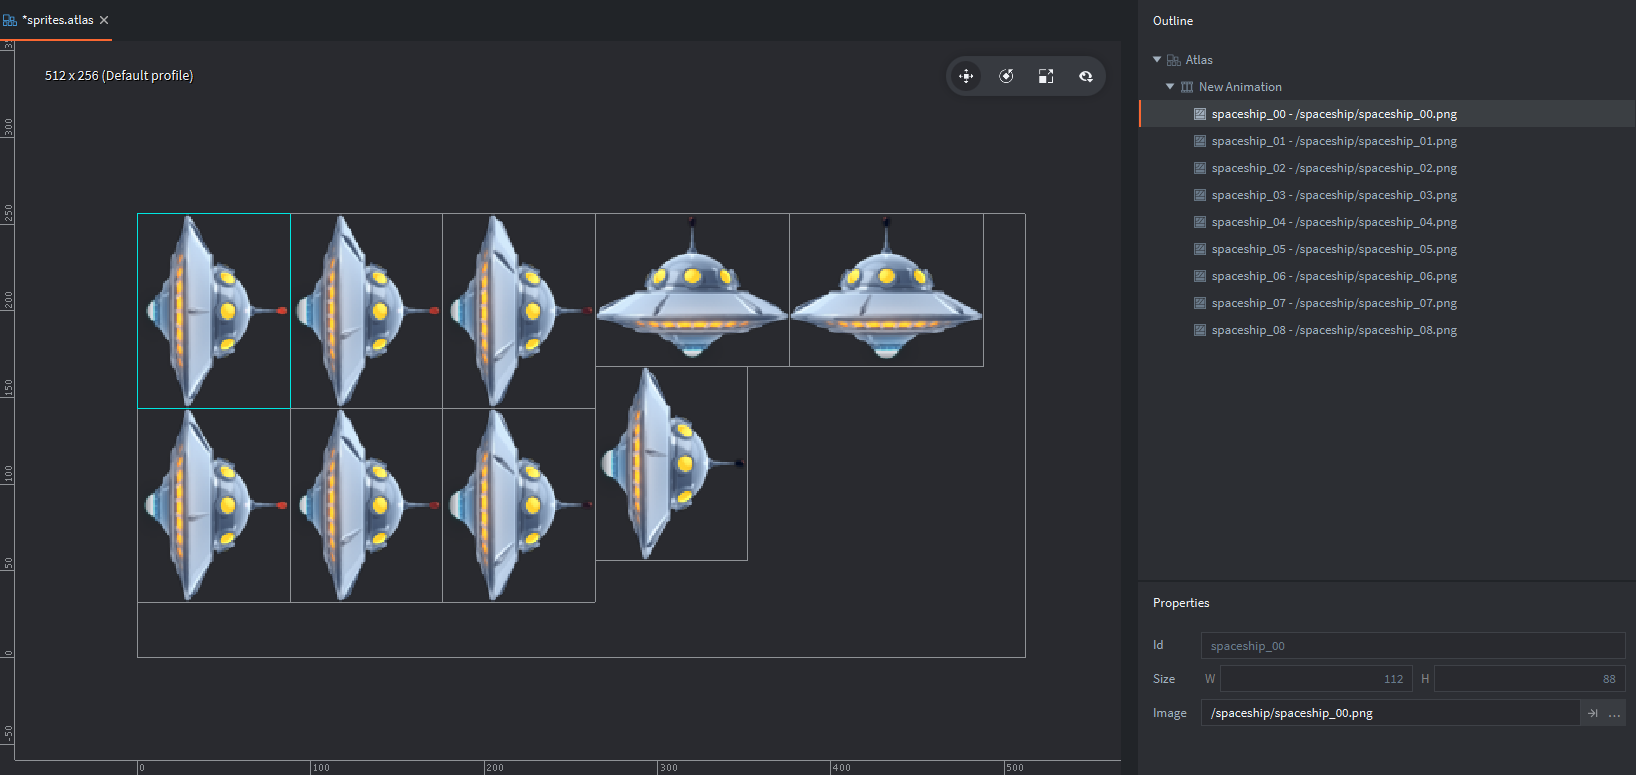 *sprites.atlas
512 x 256 (Default profile)
300
250
200
150
100
50
0
-50
0
100
200
300
400
500
Outline
Atlas
New Animation
spaceship_00 - /spaceship/spaceship_00.png
spaceship_01 - /spaceship/spaceship_01.png
spaceship_02 - /spaceship/spaceship_02.png
spaceship_03 - /spaceship/spaceship_03.png
spaceship_04 - /spaceship/spaceship_04.png
spaceship_05 - /spaceship/spaceship_05.png
spaceship_06 - /spaceship/spaceship_06.png
spaceship_07 - /spaceship/spaceship_07.png
spaceship_08 - /spaceship/spaceship_08.png
Properties
Id spaceship_00
Size W 112 H 88
Image /spaceship/spaceship_00.png ...